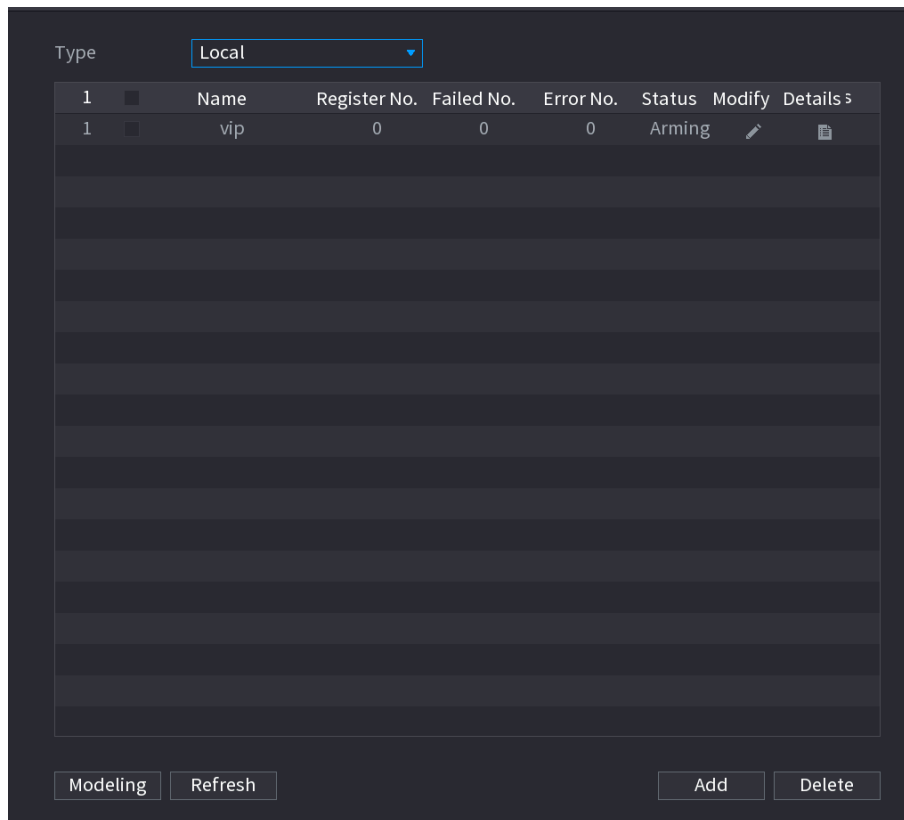 Type Local
1 Name Register No. Failed No. Error No. Status Modify Details s
1 vip 0 0 0 Arming
Modeling Refresh Add Delete